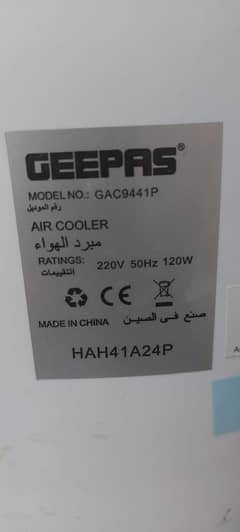 GEEPAS®
MODEL NO.: GAC9441P
رقم الموديل
AIR COOLER
مبرد الهواء
RATINGS: 220V 50Hz 120W
التقييمات:
CE
MADE IN CHINA صنع في الصين
HAH41A24P